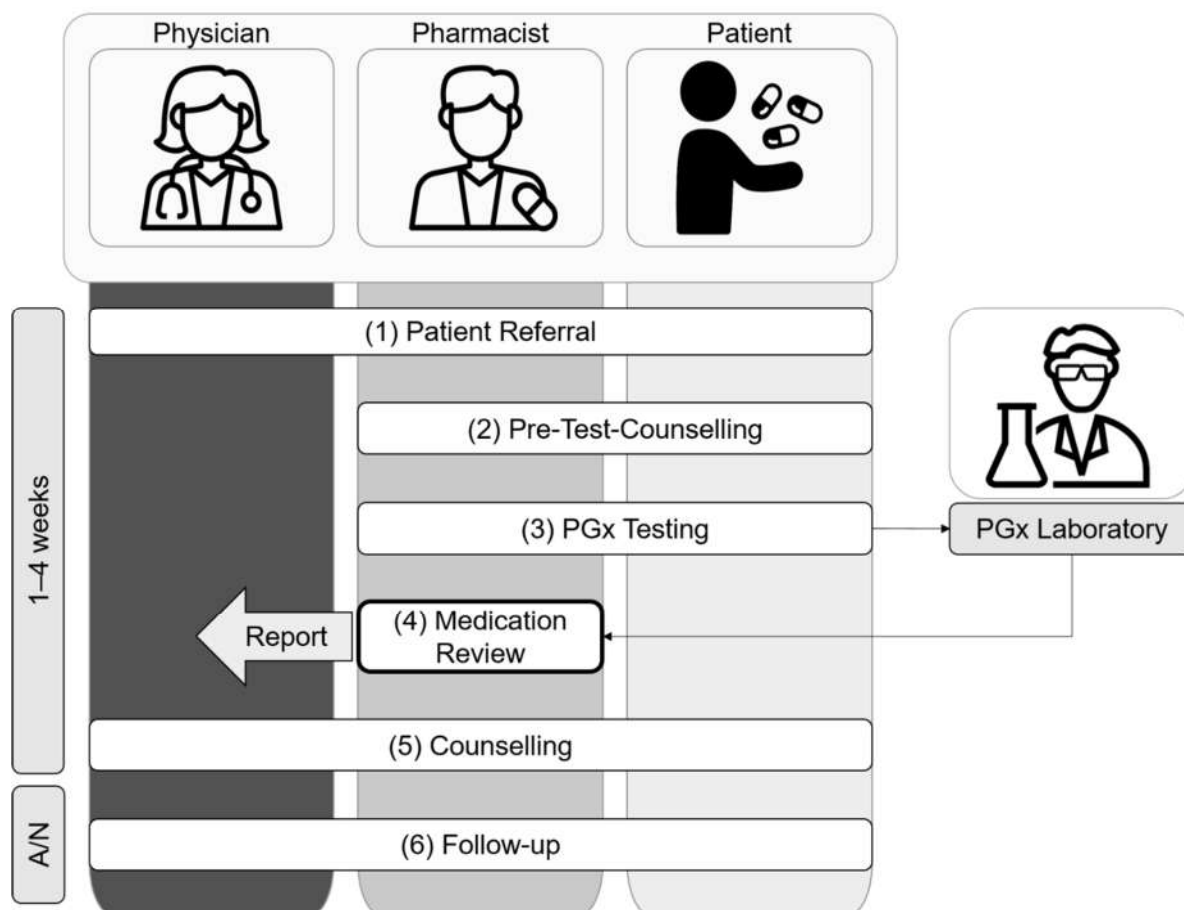 Physician
Pharmacist
Patient
(1) Patient Referral
(2) Pre-Test-Counselling
(3) PGx Testing
PGx Laboratory
1–4 weeks
Report
(4) Medication
Review
(5) Counselling
A/N
(6) Follow-up